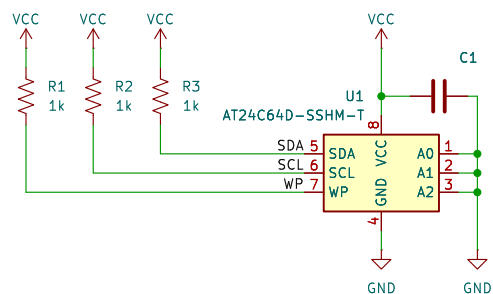 VCC VCC VCC VCC
C1
R1 R2 R3
1k 1k 1k
U1
AT24C64D-SSHM-T
8
SDA 5 SDA VCC A0 1
SCL 6 SCL A1 2
WP 7 WP GND A2 3
4
GND GND